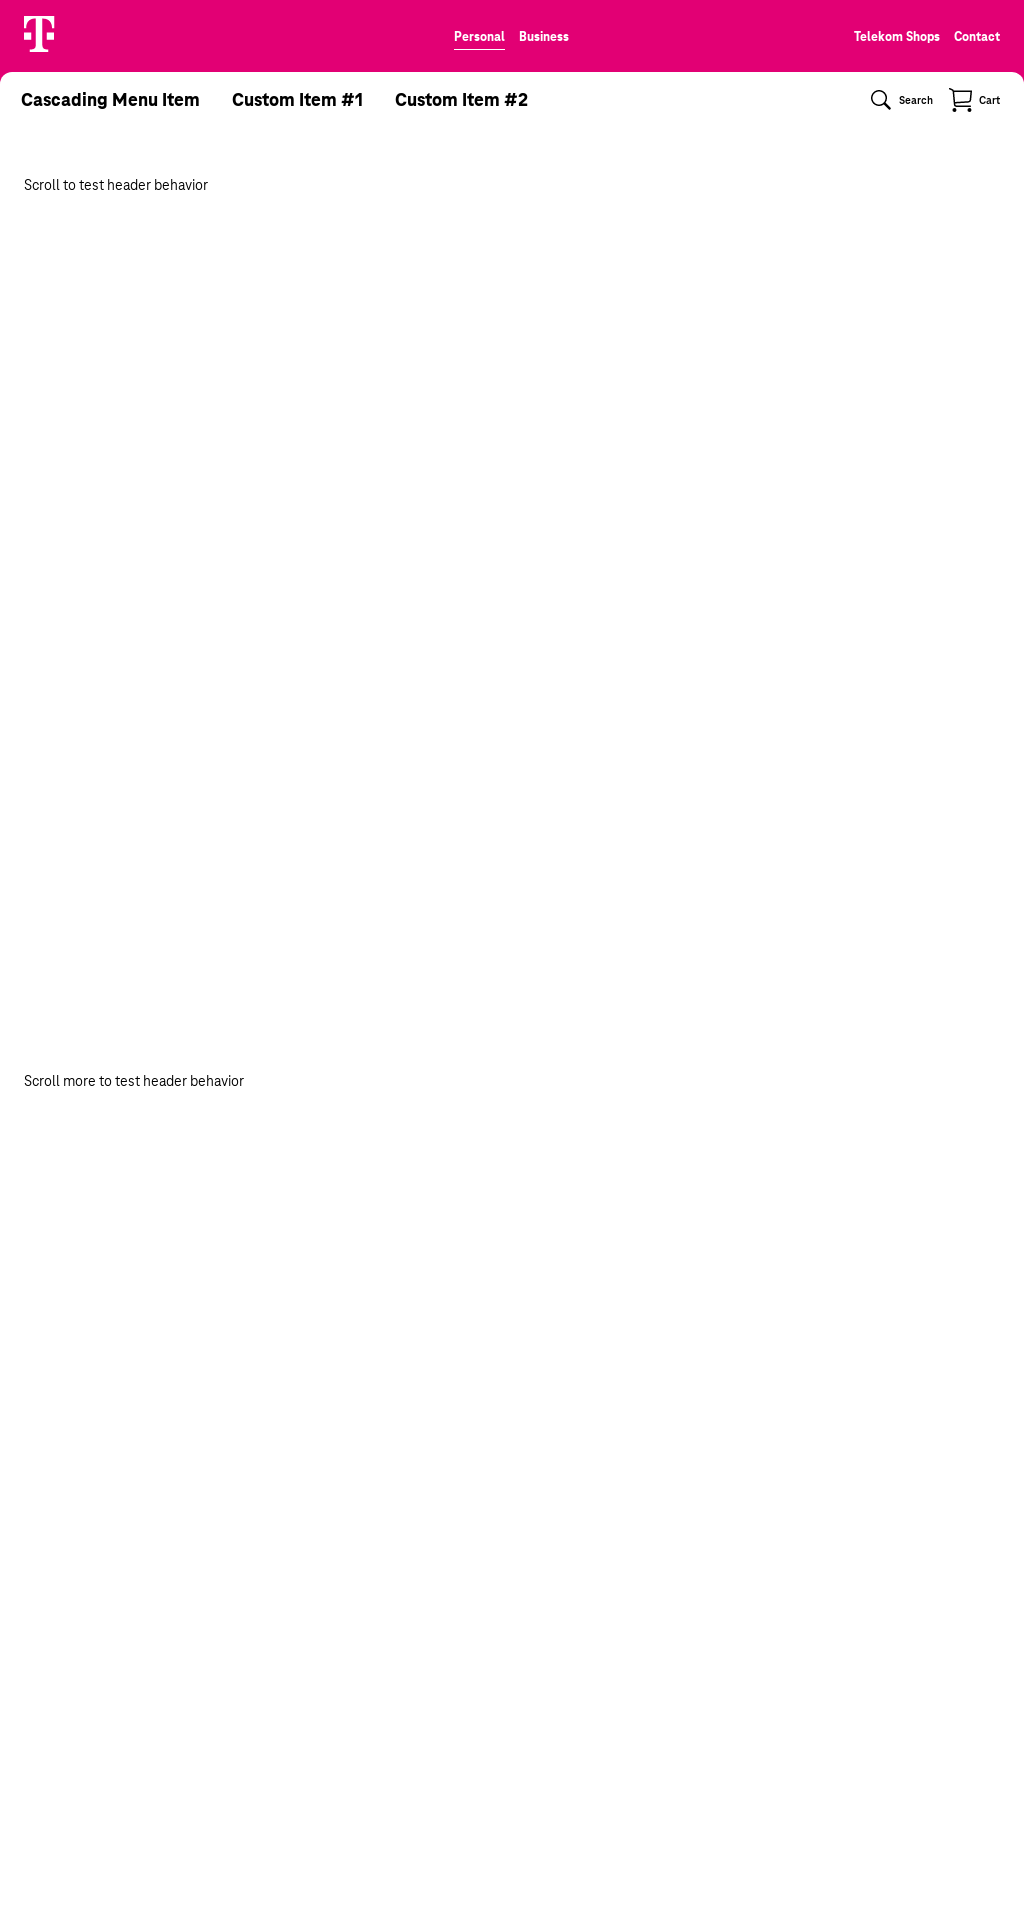 Personal Business Telekom Shops Contact
Cascading Menu Item Custom Item #1 Custom Item #2 Search Cart
Scroll to test header behavior
Scroll more to test header behavior